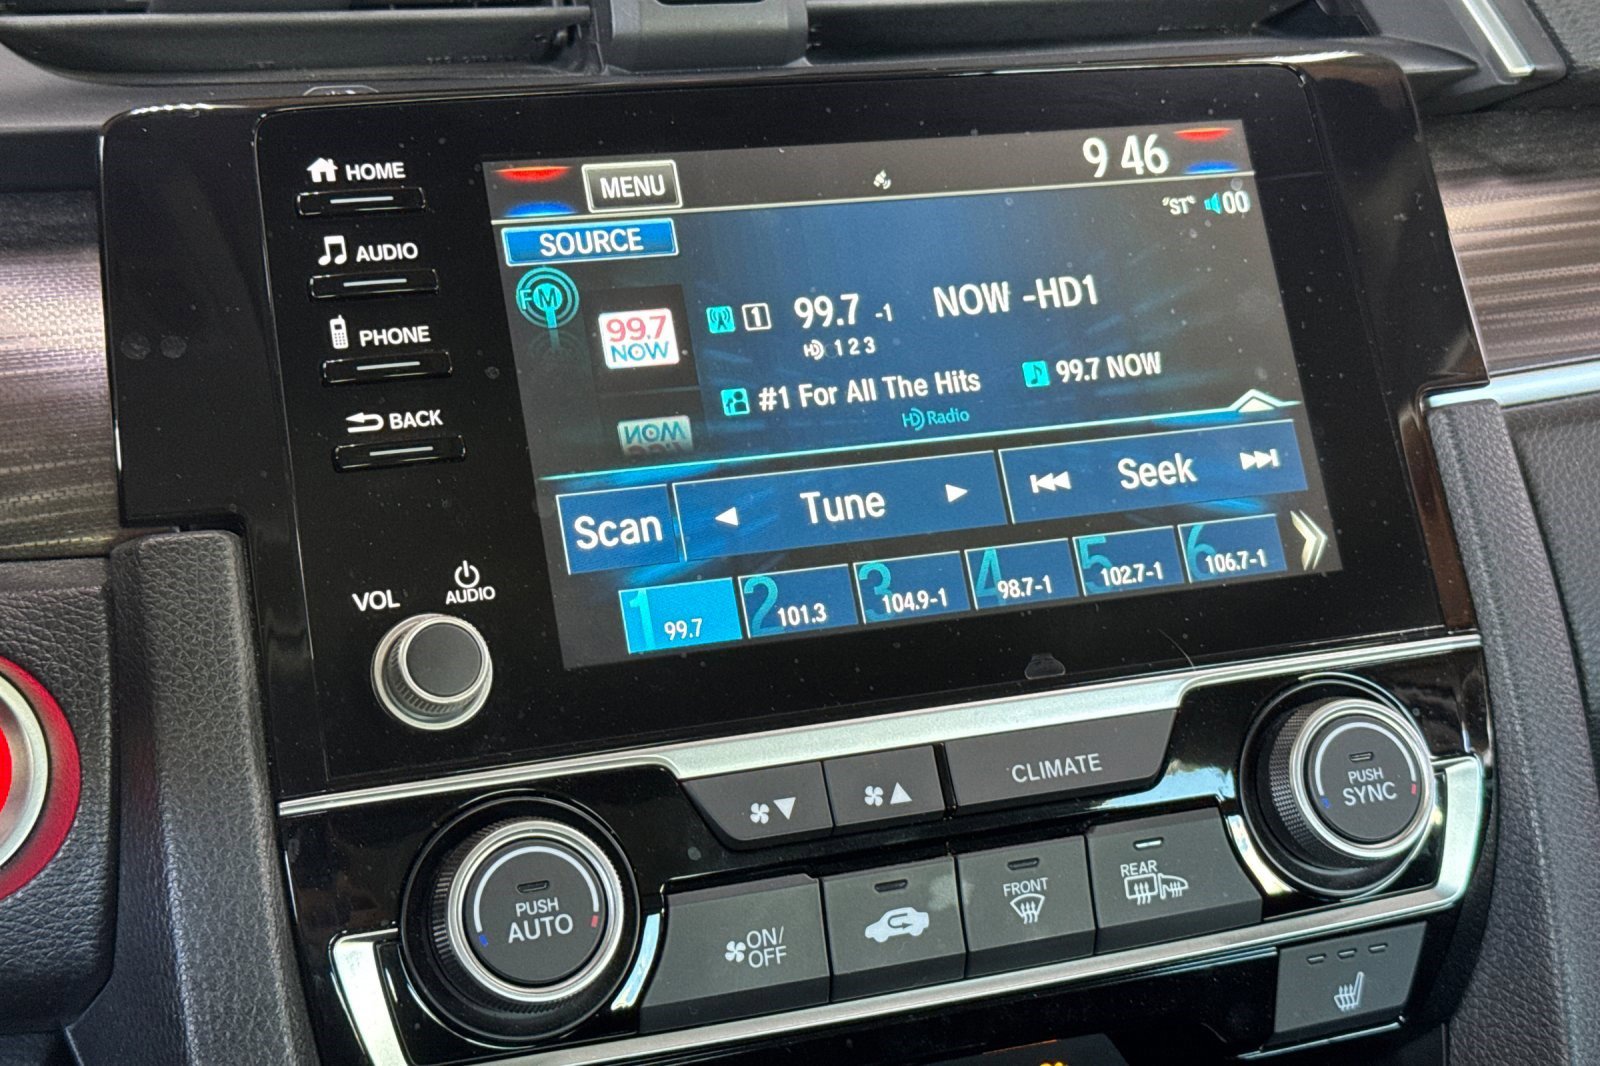 HOME
AUDIO
PHONE
BACK
VOL
AUDIO
MENU
9 46
"ST" 00
SOURCE
FM
99.7
NOW
1 99.7 -1 NOW -HD1
HD 1 2 3
#1 For All The Hits 99.7 NOW
HD Radio
Scan Tune Seek
1 99.7 2 101.3 3 104.9-1 4 98.7-1 5 102.7-1 6 106.7-1
CLIMATE
PUSH
SYNC
PUSH
AUTO
ON/
OFF
FRONT
REAR